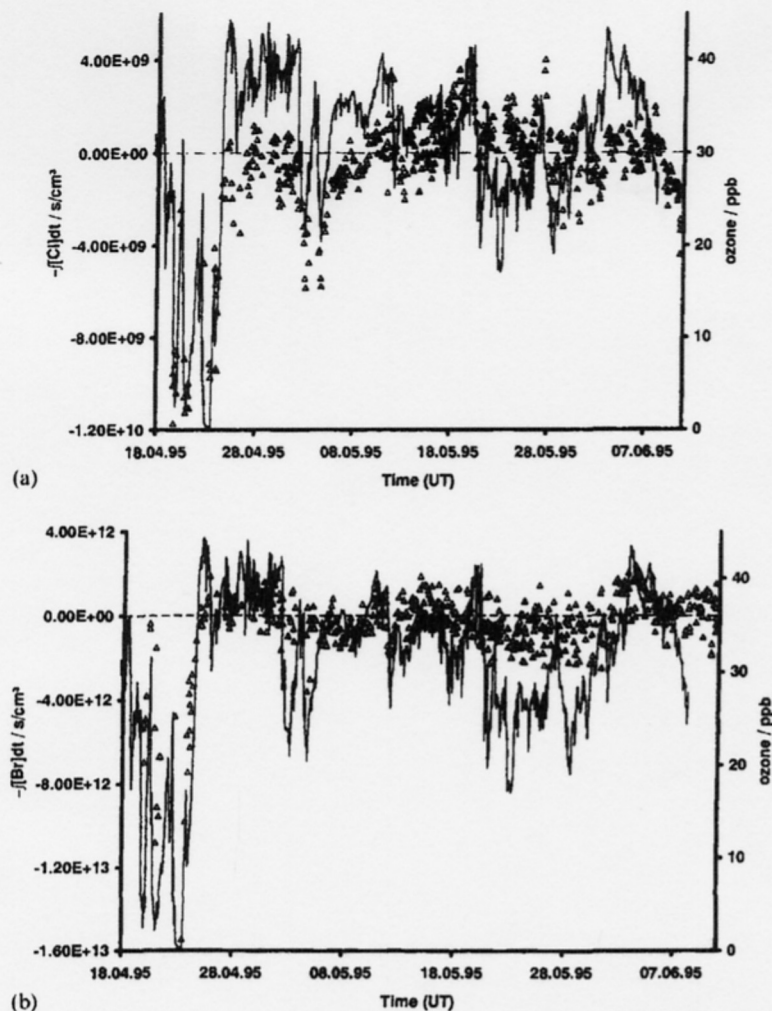 4.00E+09
0.00E+00
-4.00E+09
-8.00E+09
-1.20E+10
-∫[Cl]dt / s/cm³
40
30
20
10
0
ozone / ppb
18.04.95 28.04.95 08.05.95 18.05.95 28.05.95 07.06.95
(a)
Time (UT)
4.00E+12
0.00E+00
-4.00E+12
-8.00E+12
-1.20E+13
-1.60E+13
-∫[Br]dt / s/cm³
40
30
20
10
0
ozone / ppb
18.04.95 28.04.95 08.05.95 18.05.95 28.05.95 07.06.95
(b)
Time (UT)